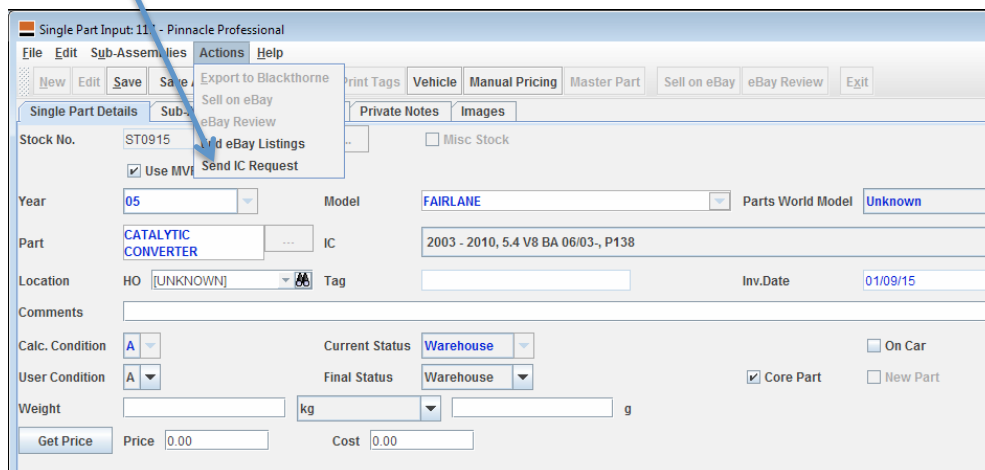 Single Part Input: 11 - Pinnacle Professional
File Edit Sub-Assemblies Actions Help
New Edit Save Save Print Tags Vehicle Manual Pricing Master Part Sell on eBay eBay Review Exit
Export to Blackthorne
Sell on eBay
eBay Review
End eBay Listings
Send IC Request
Single Part Details Sub- Private Notes Images
Stock No. ST0915 ... Misc Stock
Use MVR
Year 05 Model FAIRLANE Parts World Model Unknown
Part CATALYTIC CONVERTER ... IC 2003 - 2010, 5.4 V8 BA 06/03-, P138
Location HO [UNKNOWN] Tag Inv.Date 01/09/15
Comments
Calc. Condition A Current Status Warehouse On Car
User Condition A Final Status Warehouse Core Part New Part
Weight kg g
Get Price Price 0.00 Cost 0.00